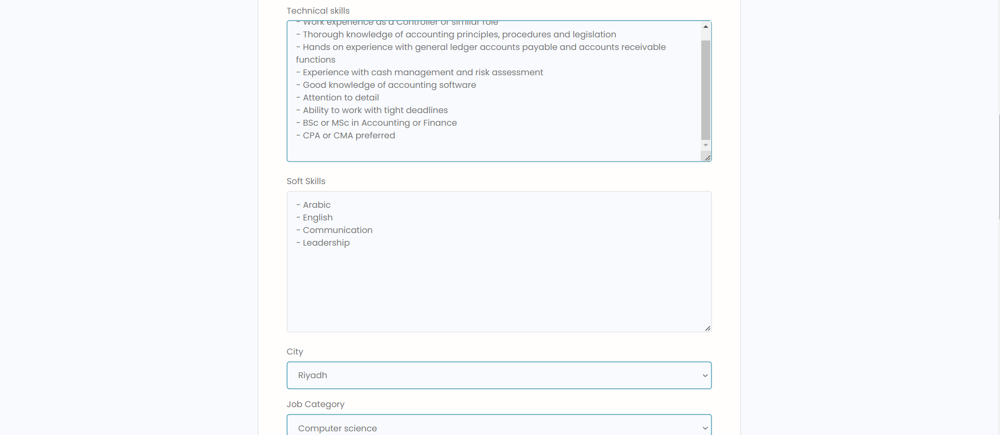 Technical skills
- Work experience as a Controller or similar role
- Thorough knowledge of accounting principles, procedures and legislation
- Hands on experience with general ledger accounts payable and accounts receivable
functions
- Experience with cash management and risk assessment
- Good knowledge of accounting software
- Attention to detail
- Ability to work with tight deadlines
- BSc or MSc in Accounting or Finance
- CPA or CMA preferred
Soft Skills
- Arabic
- English
- Communication
- Leadership
City
Riyadh
Job Category
Computer science